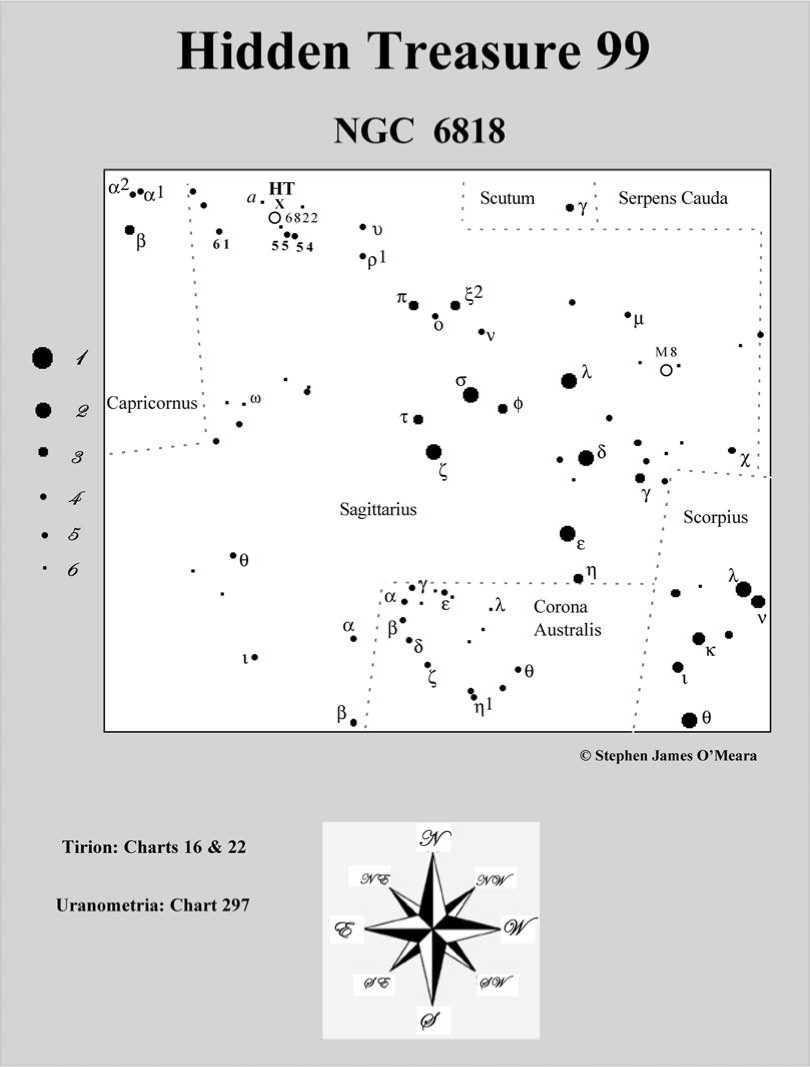 Hidden Treasure 99
NGC 6818
α2 α1
a
HT
X
6822
Scutum
γ
Serpens Cauda
β
61
55 54
υ
ρ1
π
ξ2
ο
ν
μ
M8
1
λ
σ
φ
Capricornus
ω
2
τ
3
ζ
δ
χ
4
Sagittarius
γ
Scorpius
5
ε
6
θ
η
α
γ
ε
λ
Corona
Australis
λ
ν
α
β
δ
κ
ι
ζ
θ
ι
β
η1
θ
© Stephen James O’Meara
Tirion: Charts 16 & 22
Uranometria: Chart 297
N
NE
NW
E
W
SE
SW
S